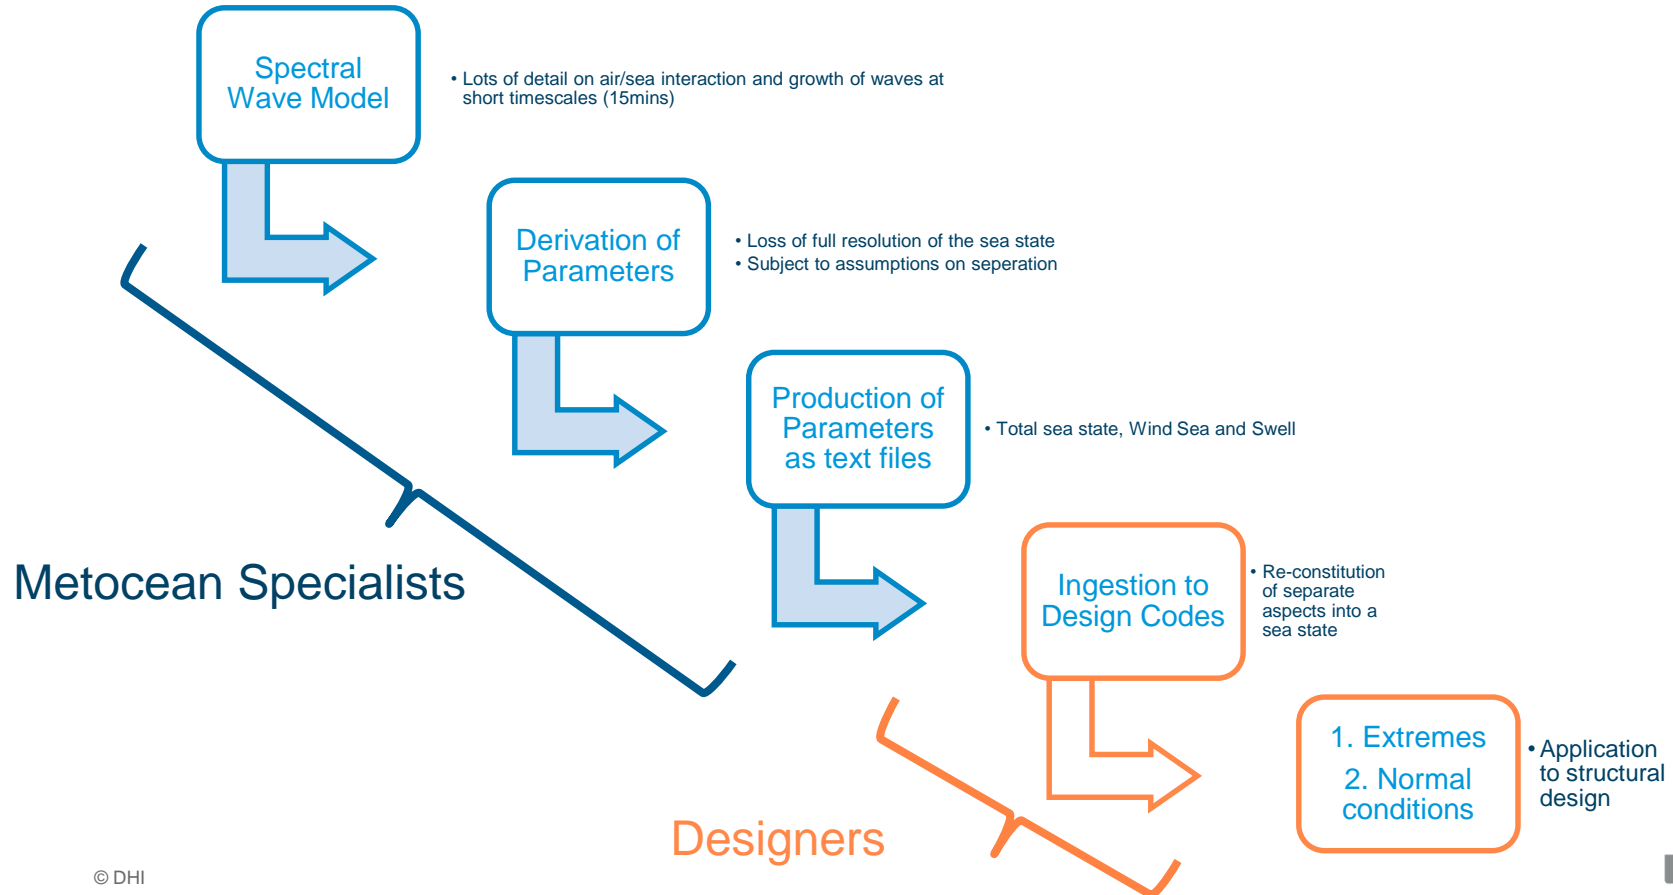 Spectral
Wave Model
• Lots of detail on air/sea interaction and growth of waves at
short timescales (15mins)
Derivation of
Parameters
• Loss of full resolution of the sea state
• Subject to assumptions on seperation
Production of
Parameters
as text files
• Total sea state, Wind Sea and Swell
Metocean Specialists
Ingestion to
Design Codes
• Re-constitution
of separate
aspects into a
sea state
1. Extremes
2. Normal
conditions
• Application
to structural
design
Designers
© DHI